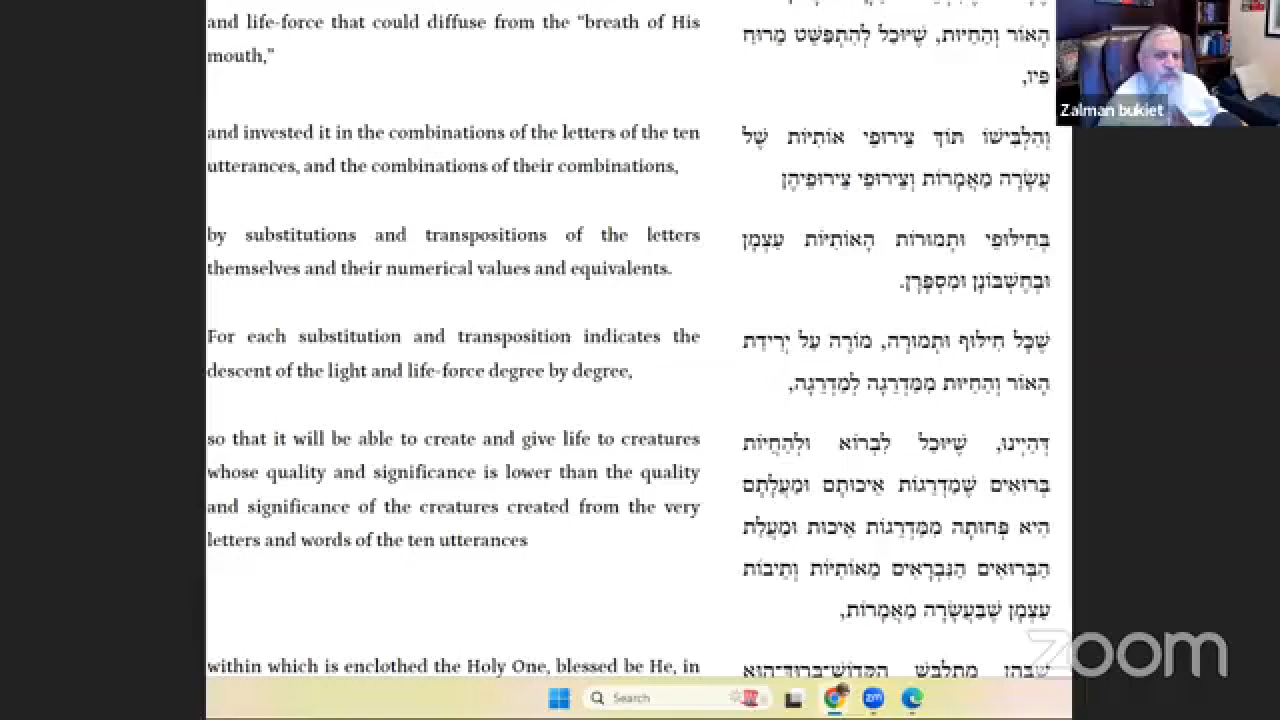 and life-force that could diffuse from the “breath of His
mouth,”
and invested it in the combinations of the letters of the ten
utterances, and the combinations of their combinations,
by substitutions and transpositions of the letters
themselves and their numerical values and equivalents.
For each substitution and transposition indicates the
descent of the light and life-force degree by degree,
so that it will be able to create and give life to creatures
whose quality and significance is lower than the quality
and significance of the creatures created from the very
letters and words of the ten utterances
within which is enclothed the Holy One, blessed be He, in
הָאוֹר וְהַחַיּוּת, שֶׁיּוּכַל לְהִתְפַּשֵּׁט מֵרוּחַ
פִּיו,
וְהִלְבִּישׁוֹ תּוֹךְ צֵירוּפֵי אוֹתִיּוֹת שֶׁל
עֲשָׂרָה מַאֲמָרוֹת וְצֵירוּפֵי צֵירוּפֵיהֶן
בְּחִילּוּפֵי וּתְמוּרוֹת הָאוֹתִיּוֹת עַצְמָן
וּבְחֶשְׁבּוֹנָן וּמִסְפָּרָן.
שֶׁכָּל חִילּוּף וּתְמוּרָה, מוֹרֶה עַל יְרִידַת
הָאוֹר וְהַחַיּוּת מִמַּדְרֵגָה לְמַדְרֵגָה,
דְּהַיְינוּ, שֶׁיּוּכַל לִבְרוֹא וּלְהַחֲיוֹת
בְּרוּאִים שֶׁמַּדְרֵגוֹת אֵיכוּתָם וּמַעֲלָתָם
הִיא פְּחוּתָה מִמַּדְרֵגוֹת אֵיכוּת וּמַעֲלַת
הַבְּרוּאִים הַנִּבְרָאִים מֵאוֹתִיּוֹת וְתֵיבוֹת
עַצְמָן שֶׁבַּעֲשָׂרָה מַאֲמָרוֹת,
שֶׁבָּהֶן מִתְלַבֵּשׁ הַקָּדוֹשׁ־בָּרוּךְ־הוּא
Zalman bukiet
zoom
Search
zm